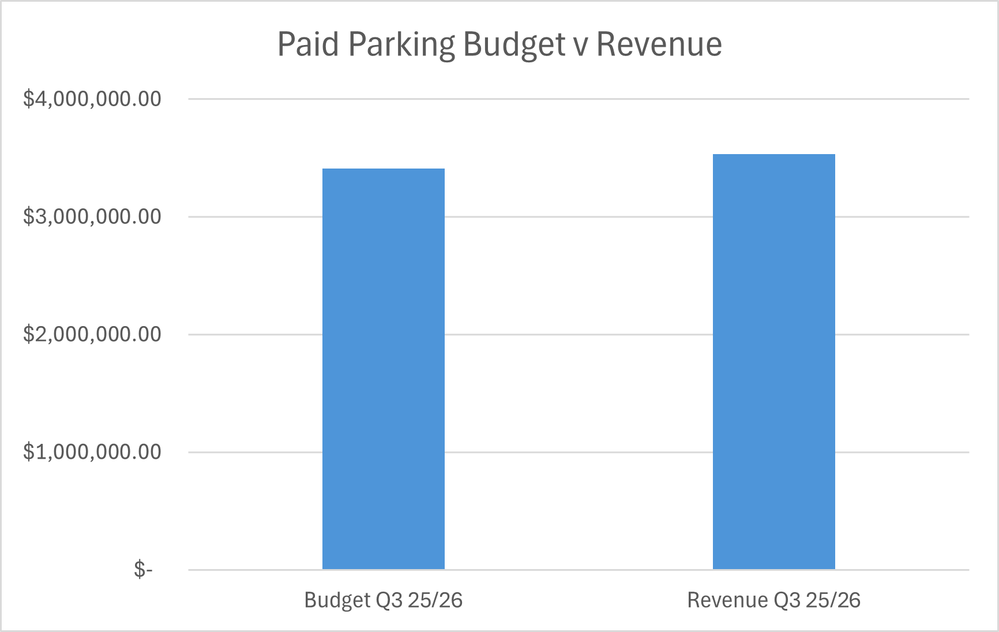 Paid Parking Budget v Revenue
$4,000,000.00
$3,000,000.00
$2,000,000.00
$1,000,000.00
$-
Budget Q3 25/26
Revenue Q3 25/26